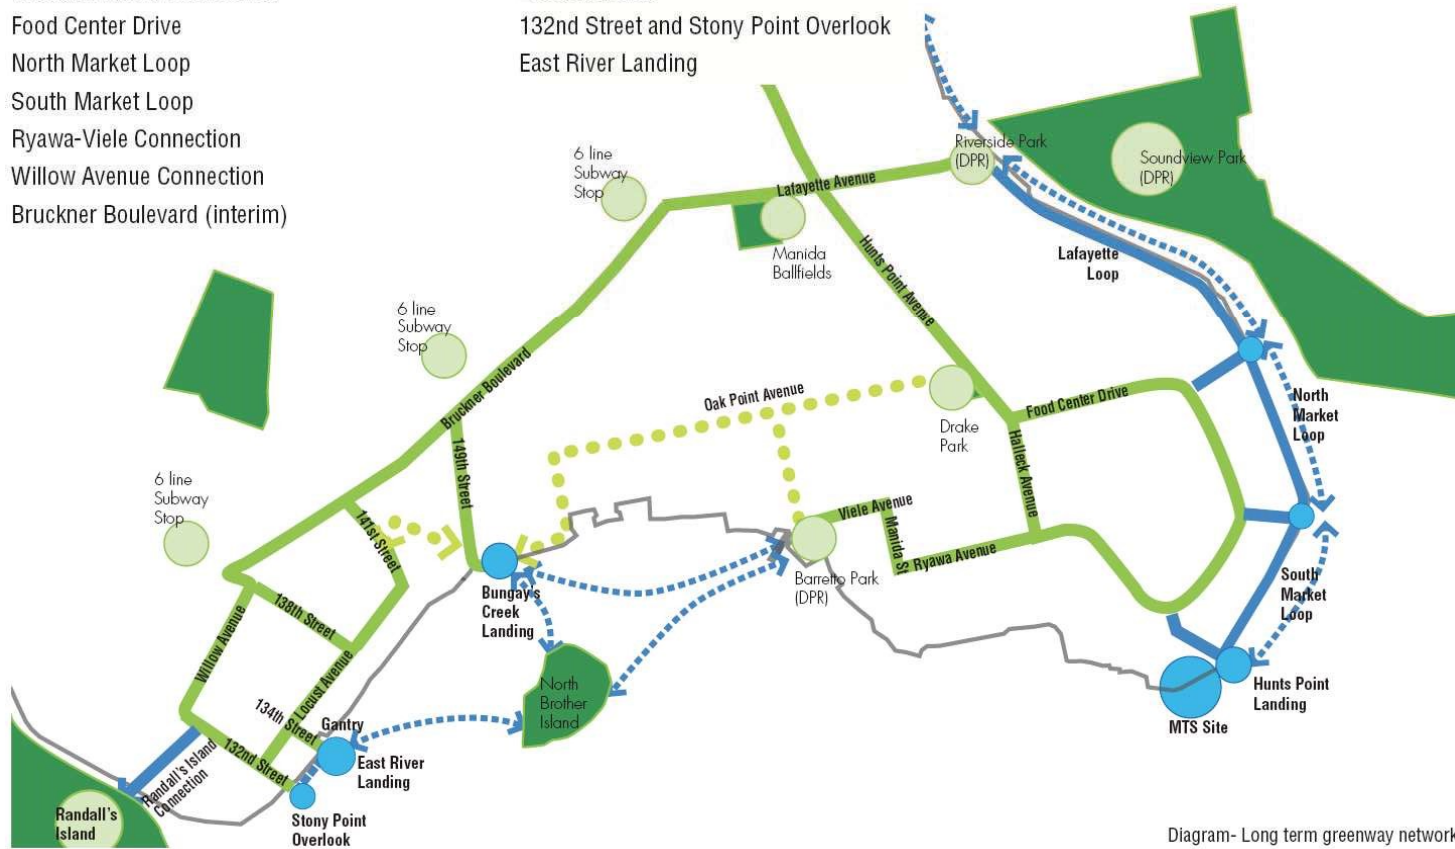 Food Center Drive
North Market Loop
South Market Loop
Ryawa-Viele Connection
Willow Avenue Connection
Bruckner Boulevard (interim)
132nd Street and Stony Point Overlook
East River Landing
Riverside Park
(DPR)
Soundview Park
(DPR)
6 line
Subway
Stop
Lafayette Avenue
Manida
Ballfields
Hunts Point Avenue
Lafayette
Loop
6 line
Subway
Stop
Bruckner Boulevard
Oak Point Avenue
Drake
Park
Food Center Drive
North
Market
Loop
149th Street
Halleck Avenue
6 line
Subway
Stop
141st Street
Viele Avenue
Manida St
Ryawa Avenue
Barretto Park
(DPR)
Bungay's
Creek
Landing
South
Market
Loop
138th Street
Willow Avenue
Locust Avenue
North
Brother
Island
Hunts Point
Landing
MTS Site
134th Street
Gantry
132nd Street
East River
Landing
Randall's Island
Connection
Randall's
Island
Stony Point
Overlook
Diagram- Long term greenway network